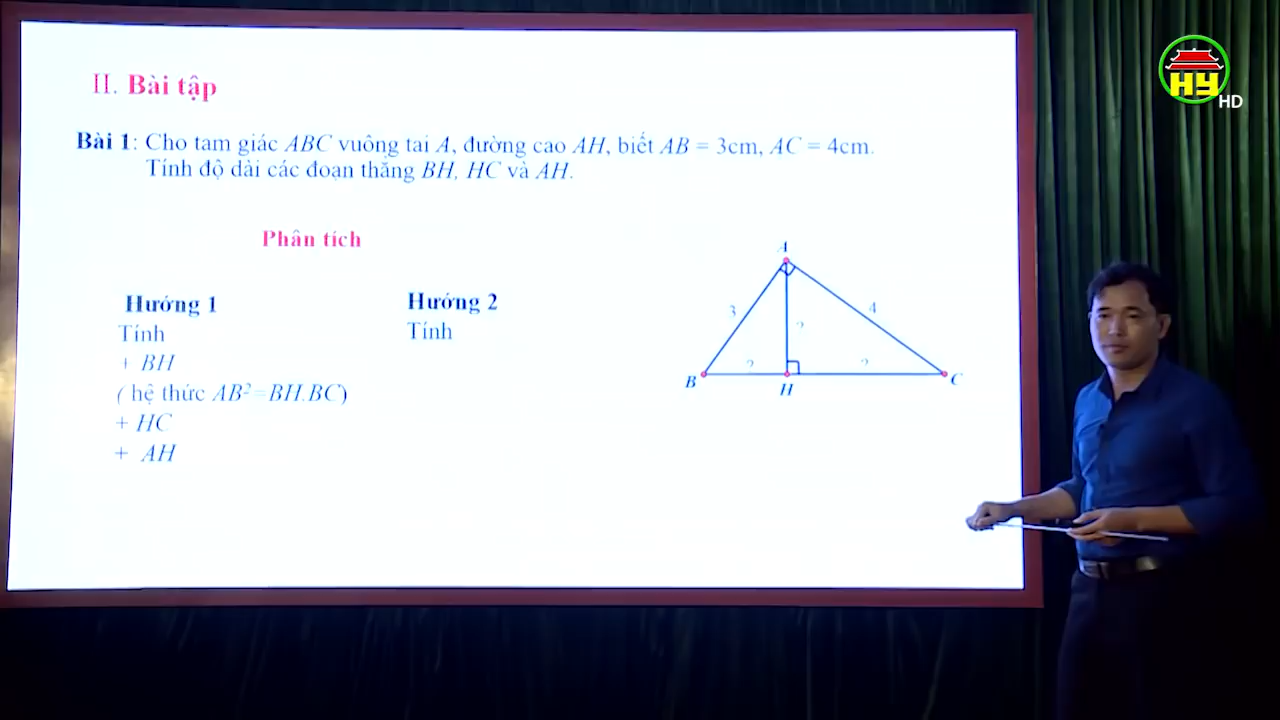 II. Bài tập
Bài 1: Cho tam giác ABC vuông tai A, đường cao AH, biết AB = 3cm, AC = 4cm.
Tính độ dài các đoạn thẳng BH, HC và AH.
Phân tích
Hướng 1
Tính
+ BH
( hệ thức AB²=BH.BC)
+ HC
+ AH
Hướng 2
Tính
A
3
4
?
?
?
B
H
C
HY
HD